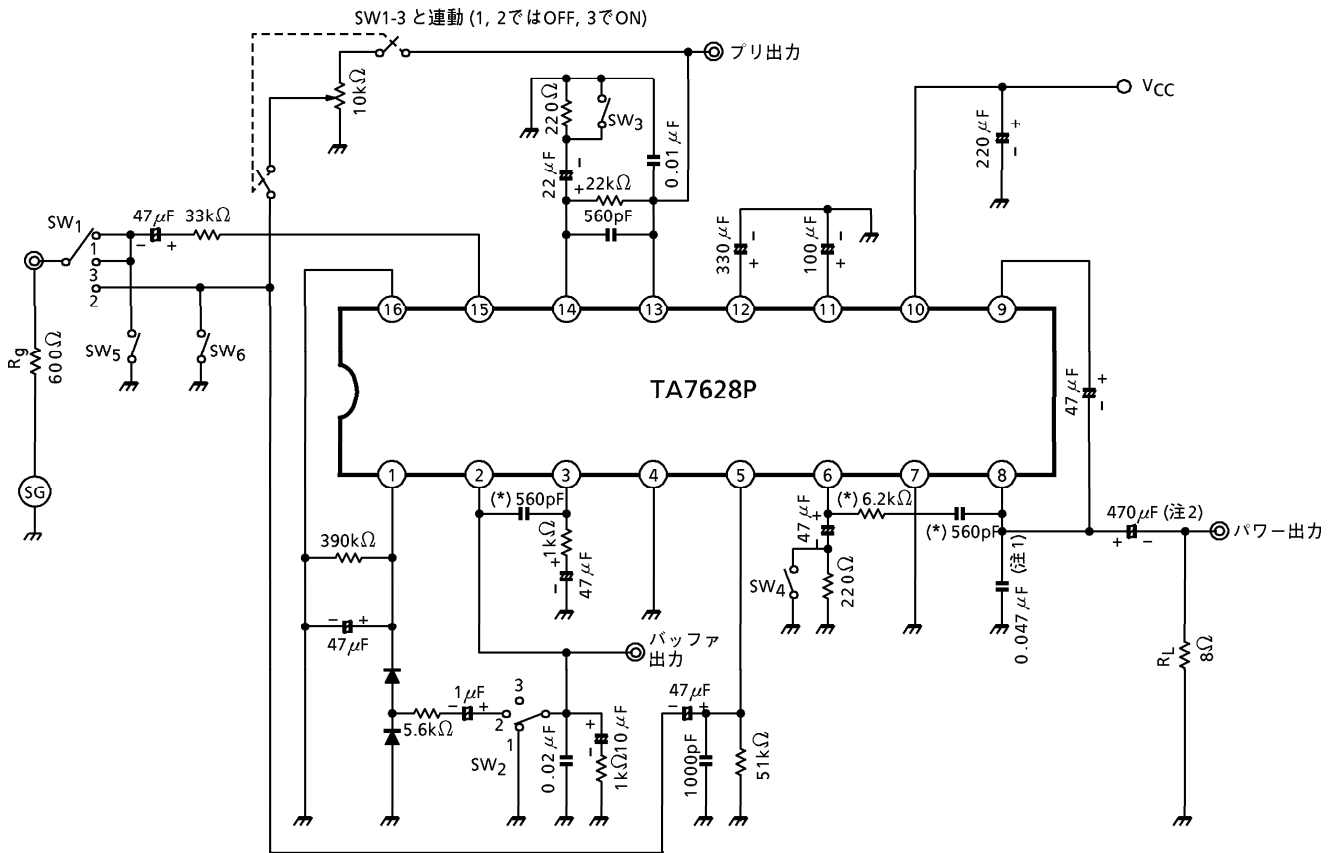 SW1-3 と連動 (1, 2ではOFF, 3でON)
プリ出力
10kΩ
220Ω
SW3
22μF
0.01μF
22kΩ
560pF
VCC
220μF
SW1
47μF
33kΩ
1
3
2
330μF
100μF
16
15
14
13
12
11
10
9
Rg
600Ω
SW5
SW6
TA7628P
47μF
SG
1
2
3
4
5
6
7
8
(*) 560pF
(*) 6.2kΩ
(*) 560pF
470μF (注2)
パワー出力
390kΩ
1kΩ
47μF
47μF
SW4
220Ω
0.047μF (注1)
47μF
バッファ
出力
RL
8Ω
1μF
5.6kΩ
3
2
1
SW2
0.02μF
10μF
1kΩ
47μF
1000pF
51kΩ